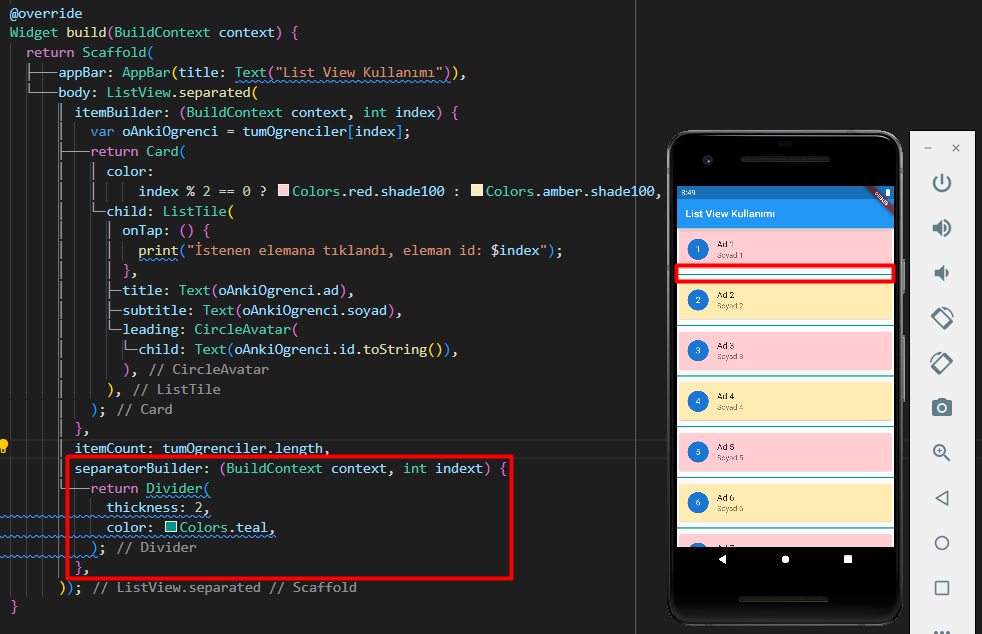 @override
Widget build(BuildContext context) {
return Scaffold(
appBar: AppBar(title: Text("List View Kullanımı")),
body: ListView.separated(
itemBuilder: (BuildContext context, int index) {
var oAnkiOgrenci = tumOgrenciler[index];
return Card(
color:
index % 2 == 0 ? Colors.red.shade100 : Colors.amber.shade100,
child: ListTile(
onTap: () {
print("İstenen elemana tıklandı, eleman id: $index");
},
title: Text(oAnkiOgrenci.ad),
subtitle: Text(oAnkiOgrenci.soyad),
leading: CircleAvatar(
child: Text(oAnkiOgrenci.id.toString()),
), // CircleAvatar
), // ListTile
); // Card
},
itemCount: tumOgrenciler.length,
separatorBuilder: (BuildContext context, int indext) {
return Divider(
thickness: 2,
color: Colors.teal,
); // Divider
},
)); // ListView.separated // Scaffold
}
8:49
DEBUG
List View Kullanımı
1 Ad 1
Soyad 1
2 Ad 2
Soyad 2
3 Ad 3
Soyad 3
4 Ad 4
Soyad 4
5 Ad 5
Soyad 5
6 Ad 6
Soyad 6